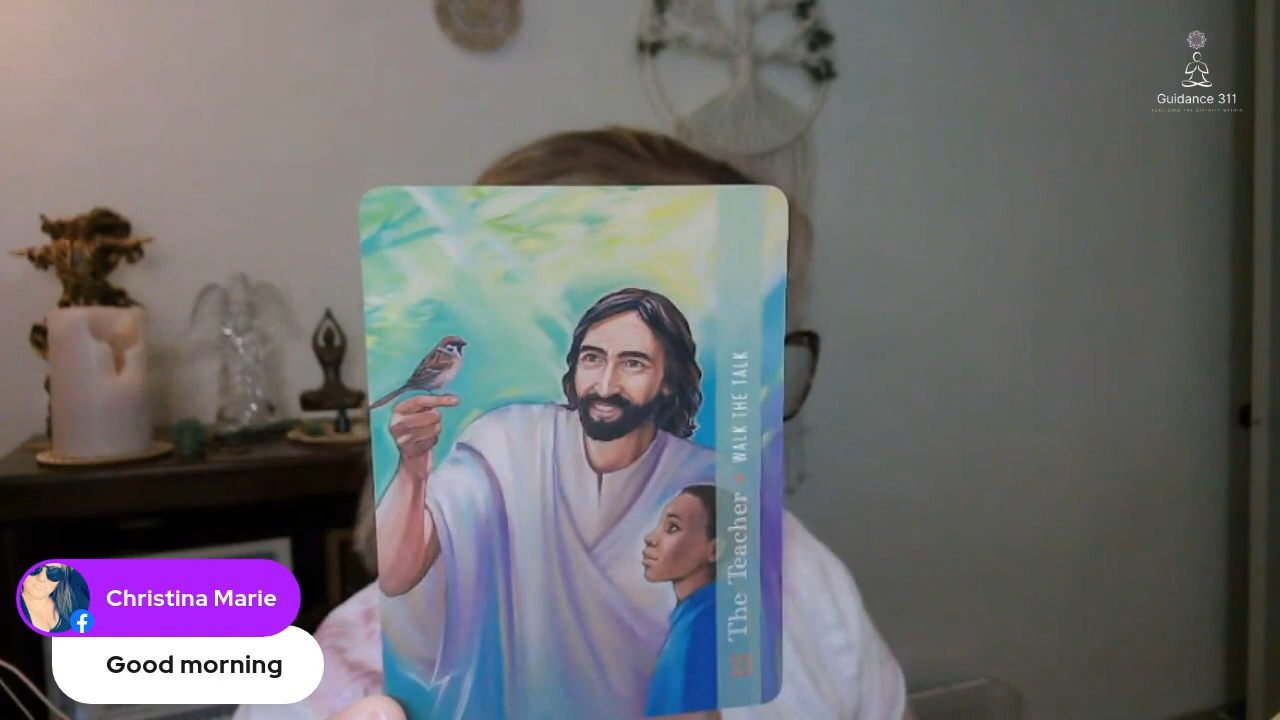 Guidance 311
WALK THE TALK
The Teacher
Christina Marie
Good morning